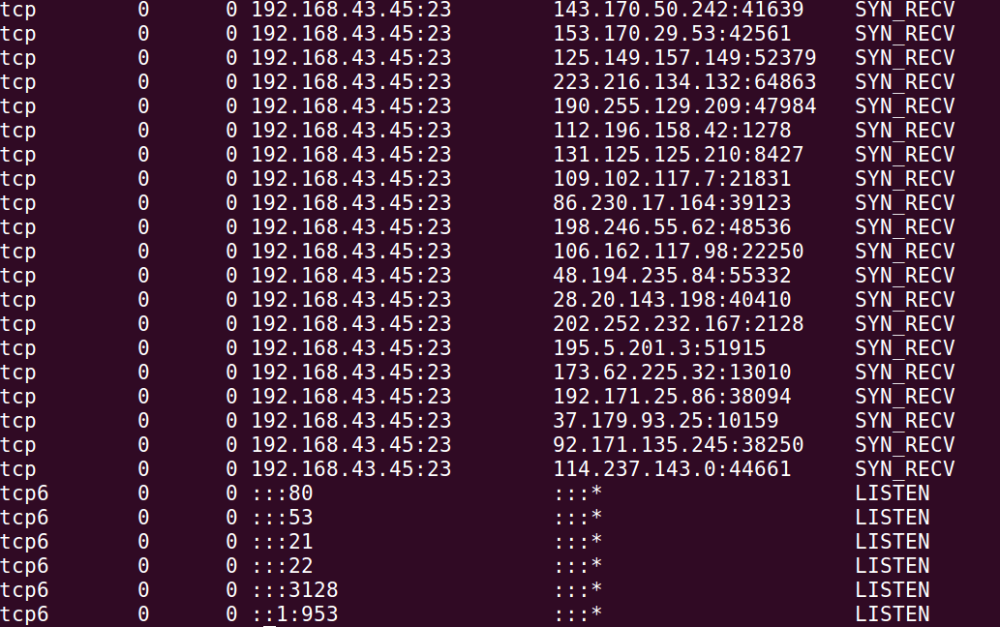 tcp 0 0 192.168.43.45:23 143.170.50.242:41639 SYN_RECV
tcp 0 0 192.168.43.45:23 153.170.29.53:42561 SYN_RECV
tcp 0 0 192.168.43.45:23 125.149.157.149:52379 SYN_RECV
tcp 0 0 192.168.43.45:23 223.216.134.132:64863 SYN_RECV
tcp 0 0 192.168.43.45:23 190.255.129.209:47984 SYN_RECV
tcp 0 0 192.168.43.45:23 112.196.158.42:1278 SYN_RECV
tcp 0 0 192.168.43.45:23 131.125.125.210:8427 SYN_RECV
tcp 0 0 192.168.43.45:23 109.102.117.7:21831 SYN_RECV
tcp 0 0 192.168.43.45:23 86.230.17.164:39123 SYN_RECV
tcp 0 0 192.168.43.45:23 198.246.55.62:48536 SYN_RECV
tcp 0 0 192.168.43.45:23 106.162.117.98:22250 SYN_RECV
tcp 0 0 192.168.43.45:23 48.194.235.84:55332 SYN_RECV
tcp 0 0 192.168.43.45:23 28.20.143.198:40410 SYN_RECV
tcp 0 0 192.168.43.45:23 202.252.232.167:2128 SYN_RECV
tcp 0 0 192.168.43.45:23 195.5.201.3:51915 SYN_RECV
tcp 0 0 192.168.43.45:23 173.62.225.32:13010 SYN_RECV
tcp 0 0 192.168.43.45:23 192.171.25.86:38094 SYN_RECV
tcp 0 0 192.168.43.45:23 37.179.93.25:10159 SYN_RECV
tcp 0 0 192.168.43.45:23 92.171.135.245:38250 SYN_RECV
tcp 0 0 192.168.43.45:23 114.237.143.0:44661 SYN_RECV
tcp6 0 0 :::80 :::* LISTEN
tcp6 0 0 :::53 :::* LISTEN
tcp6 0 0 :::21 :::* LISTEN
tcp6 0 0 :::22 :::* LISTEN
tcp6 0 0 :::3128 :::* LISTEN
tcp6 0 0 ::1:953 :::* LISTEN